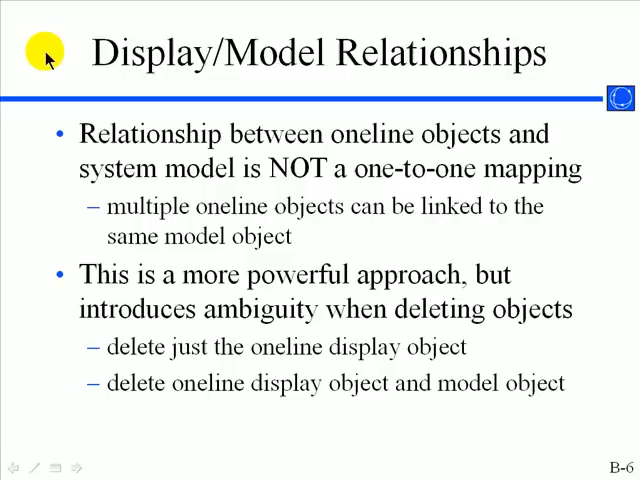 Display/Model Relationships
• Relationship between oneline objects and
system model is NOT a one-to-one mapping
– multiple oneline objects can be linked to the
same model object
• This is a more powerful approach, but
introduces ambiguity when deleting objects
– delete just the oneline display object
– delete oneline display object and model object
B-6